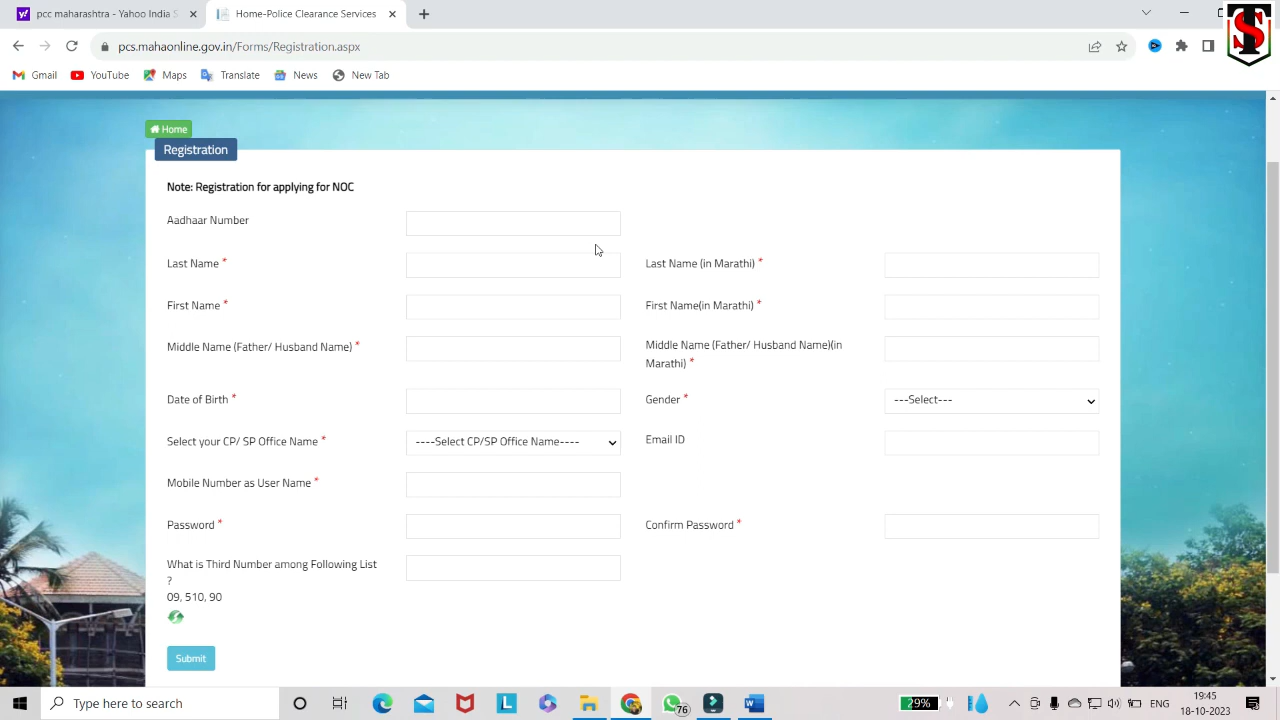 pcc maharashtra - Yahoo India S
Home-Police Clearance Services
TS
pcs.mahaonline.gov.in/Forms/Registration.aspx
Gmail YouTube Maps Translate News New Tab
Home
Registration
Note: Registration for applying for NOC
Aadhaar Number
Last Name *
Last Name (in Marathi) *
First Name *
First Name(in Marathi) *
Middle Name (Father/ Husband Name) *
Middle Name (Father/ Husband Name)(in
Marathi) *
Date of Birth *
Gender *
---Select---
Select your CP/ SP Office Name *
----Select CP/SP Office Name----
Email ID
Mobile Number as User Name *
Password *
Confirm Password *
What is Third Number among Following List
?
09, 510, 90
Submit
Type here to search
L
76
W
29%
ENG
19:45
18-10-2023